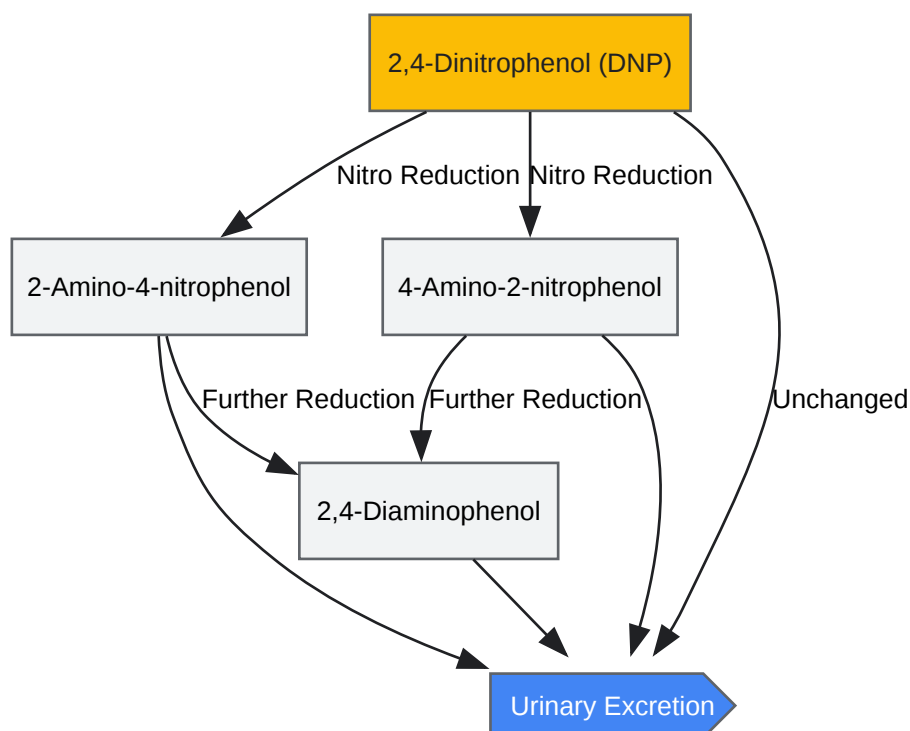 2,4-Dinitrophenol (DNP)
Nitro Reduction
Nitro Reduction
2-Amino-4-nitrophenol
4-Amino-2-nitrophenol
Further Reduction
Further Reduction
Unchanged
2,4-Diaminophenol
Urinary Excretion